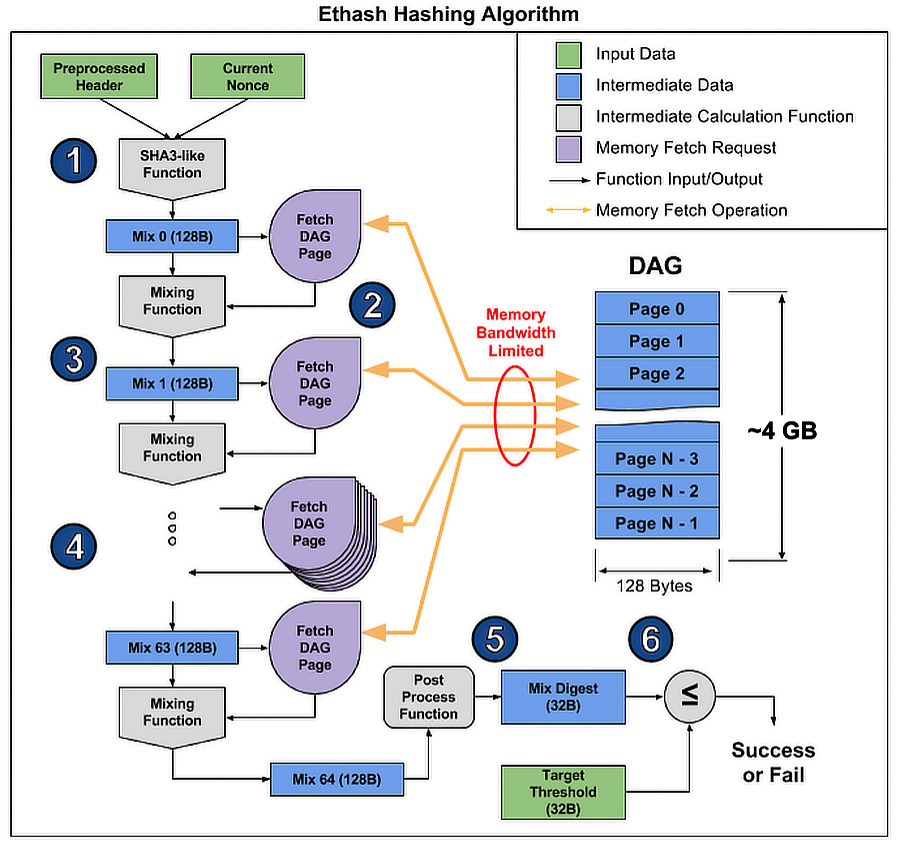 Ethash Hashing Algorithm
Preprocessed
Header
Current
Nonce
Input Data
Intermediate Data
Intermediate Calculation Function
Memory Fetch Request
Function Input/Output
Memory Fetch Operation
1
SHA3-like
Function
Mix 0 (128B)
Fetch
DAG
Page
Mixing
Function
2
3
Mix 1 (128B)
Fetch
DAG
Page
Mixing
Function
Memory
Bandwidth
Limited
DAG
Page 0
Page 1
Page 2
Page N - 3
Page N - 2
Page N - 1
~4 GB
128 Bytes
4
Fetch
DAG
Page
Mix 63 (128B)
Fetch
DAG
Page
Mixing
Function
Mix 64 (128B)
Post
Process
Function
5
Mix Digest
(32B)
6
≤
Target
Threshold
(32B)
Success
or Fail